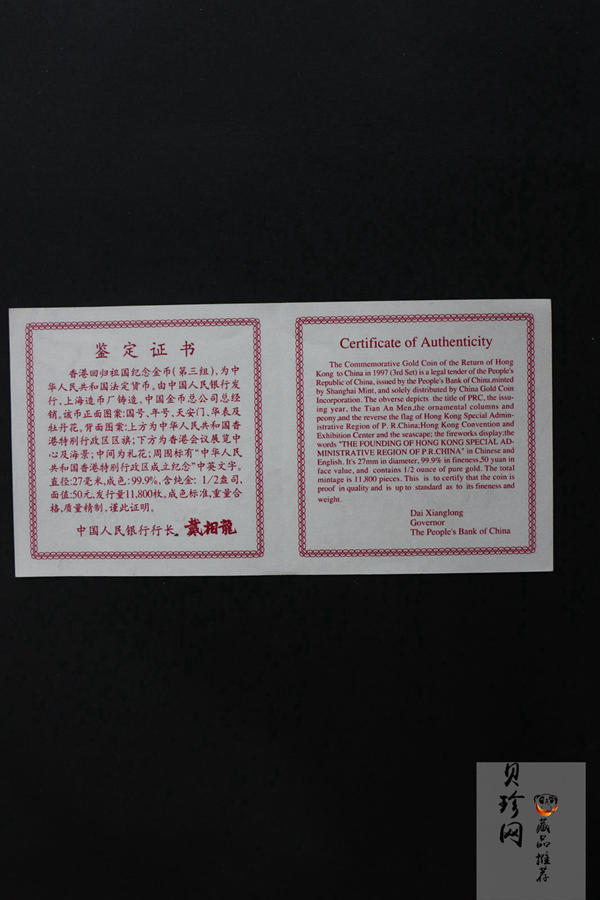 鉴定证书
香港回归祖国纪念金币(第三组),为中
华人民共和国法定货币,由中国人民银行发
行,上海造币厂铸造,中国金币总公司总经
销,该币正面图案:国号、年号、天安门、华表及
牡丹花,背面图案:上方为中华人民共和国香
港特别行政区区旗;下方为香港会议展览中
心及海景;中间为礼花;周围标有“中华人民
共和国香港特别行政区成立纪念”中英文字。
直径:27毫米,成色:99.9%,含纯金: 1/2盎司,
面值:50元,发行量11,800枚,成色标准,重量合
格,质量精制,谨此证明。
中国人民银行行长 戴相龍
Certificate of Authenticity
The Commemorative Gold Coin of the Return of Hong
Kong to China in 1997 (3rd Set) is a legal tender of the People's
Republic of China, issued by the People's Bank of China,minted
by Shanghai Mint, and solely distributed by China Gold Coin
Incorporation. The obverse depicts the title of PRC, the issu-
ing year, the Tian An Men,the ornamental columns and
peony,and the reverse the flag of Hong Kong Special Admin-
istrative Region of P. R.China;Hong Kong Convention and
Exhibition Center and the seascape; the fireworks display;the
words "THE FOUNDING OF HONG KONG SPECIAL AD-
MINISTRATIVE REGION OF P.R.CHINA" in Chinese and
English. It's 27mm in diameter, 99.9% in fineness,50 yuan in
face value, and contains 1/2 ounce of pure gold. The total
mintage is 11,800 pieces. This is to certify that the coin is
proof in quality and is up to standard as to its fineness and
weight.
Dai Xianglong
Governor
The People's Bank of China
贝珍网
藏品推荐